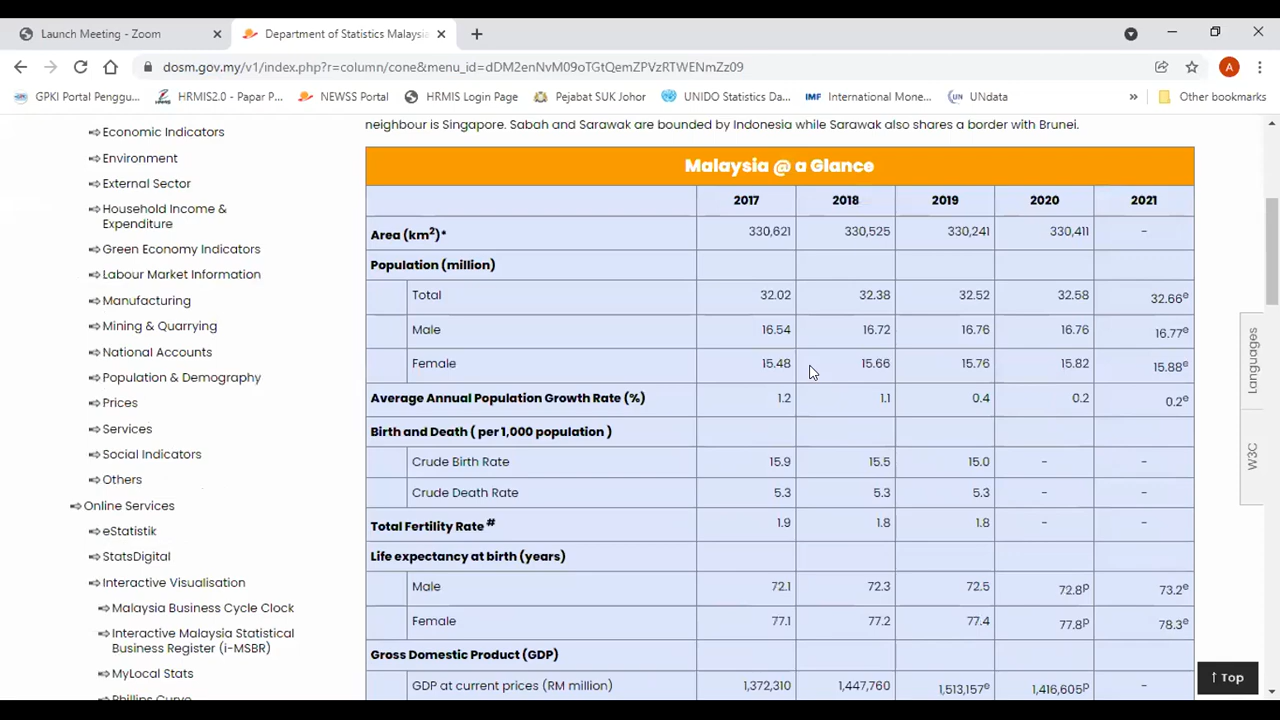 Launch Meeting - Zoom
Department of Statistics Malaysia
dosm.gov.my/v1/index.php?r=column/cone&menu_id=dDM2enNvM09oTGtQemZPVzRTWENmZz09
A
GPKI Portal Penggu...
HRMIS2.0 - Papar P...
NEWSS Portal
HRMIS Login Page
Pejabat SUK Johor
UNIDO Statistics Da...
IMF International Mone...
UNdata
Other bookmarks
neighbour is Singapore. Sabah and Sarawak are bounded by Indonesia while Sarawak also shares a border with Brunei.
Economic Indicators
Environment
External Sector
Household Income &
Expenditure
Green Economy Indicators
Labour Market Information
Manufacturing
Mining & Quarrying
National Accounts
Population & Demography
Prices
Services
Social Indicators
Others
Online Services
eStatistik
StatsDigital
Interactive Visualisation
Malaysia Business Cycle Clock
Interactive Malaysia Statistical
Business Register (i-MSBR)
MyLocal Stats
Phillips Curve
Malaysia @ a Glance
2017 2018 2019 2020 2021
Area (km²)* 330,621 330,525 330,241 330,411 -
Population (million)
Total 32.02 32.38 32.52 32.58 32.66ᵉ
Male 16.54 16.72 16.76 16.76 16.77ᵉ
Female 15.48 15.66 15.76 15.82 15.88ᵉ
Average Annual Population Growth Rate (%) 1.2 1.1 0.4 0.2 0.2ᵉ
Birth and Death ( per 1,000 population )
Crude Birth Rate 15.9 15.5 15.0 - -
Crude Death Rate 5.3 5.3 5.3 - -
Total Fertility Rate # 1.9 1.8 1.8 - -
Life expectancy at birth (years)
Male 72.1 72.3 72.5 72.8ᵖ 73.2ᵉ
Female 77.1 77.2 77.4 77.8ᵖ 78.3ᵉ
Gross Domestic Product (GDP)
GDP at current prices (RM million) 1,372,310 1,447,760 1,513,157ᵉ 1,416,605ᵖ -
Languages
W3C
↑ Top